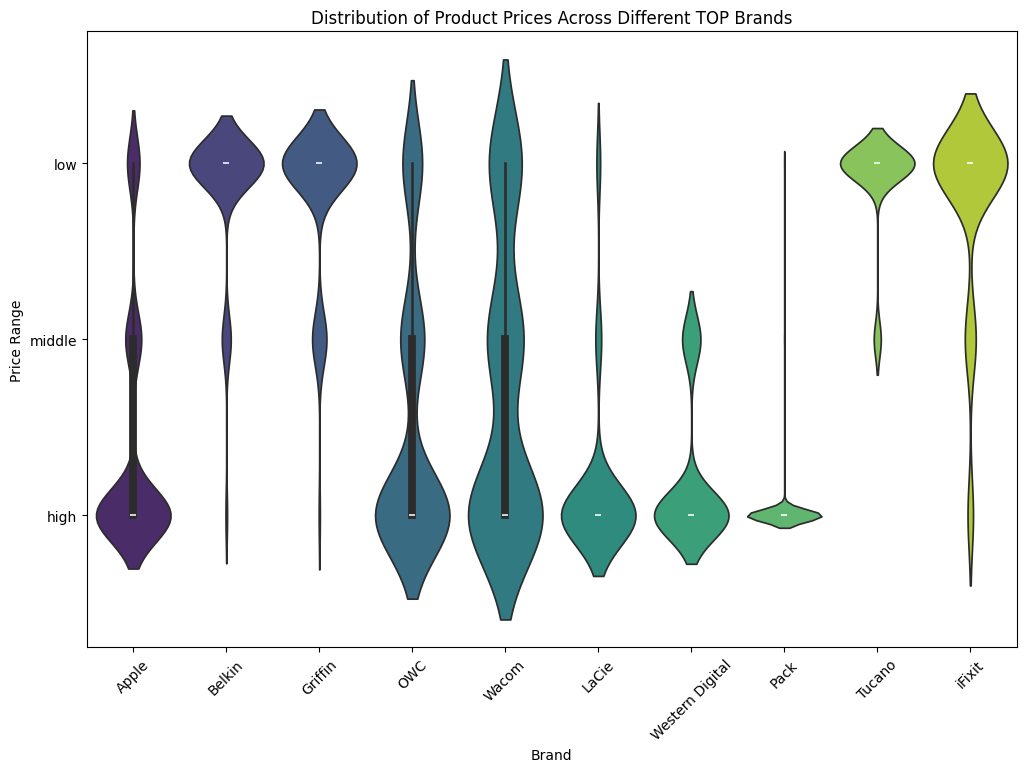 Distribution of Product Prices Across Different TOP Brands
Price Range
low
middle
high
Apple
Belkin
Griffin
OWC
Wacom
LaCie
Western Digital
Pack
Tucano
iFixit
Brand